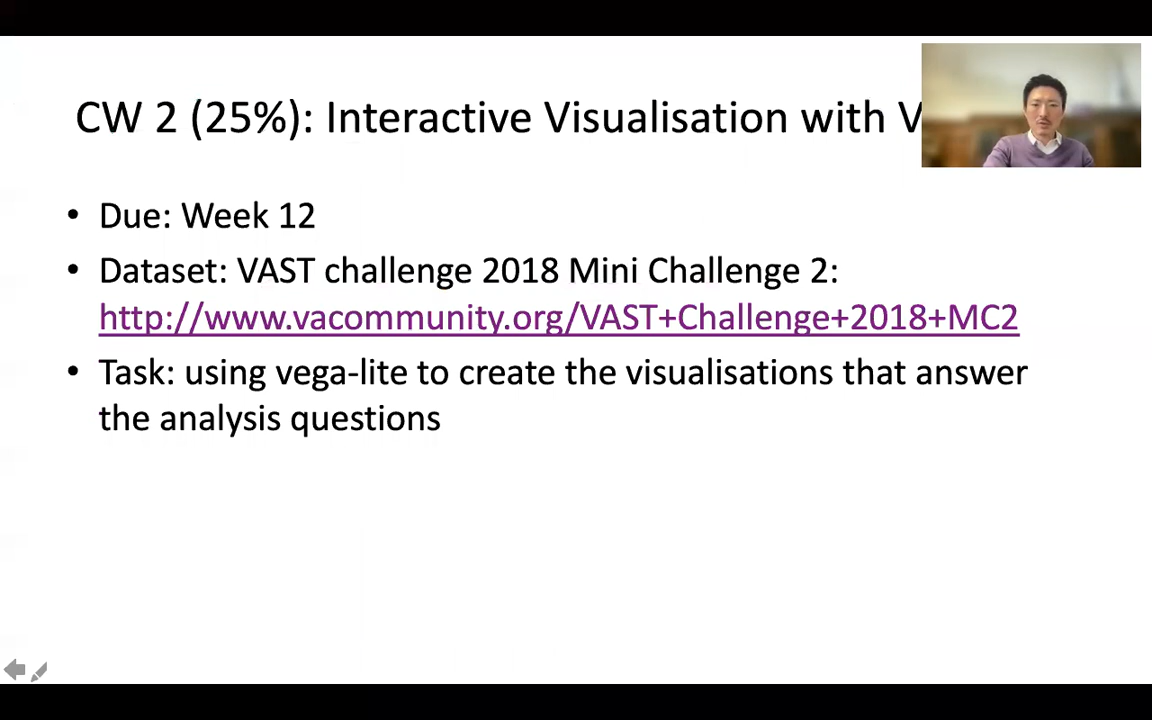 CW 2 (25%): Interactive Visualisation with V
• Due: Week 12
• Dataset: VAST challenge 2018 Mini Challenge 2:
http://www.vacommunity.org/VAST+Challenge+2018+MC2
• Task: using vega-lite to create the visualisations that answer
the analysis questions